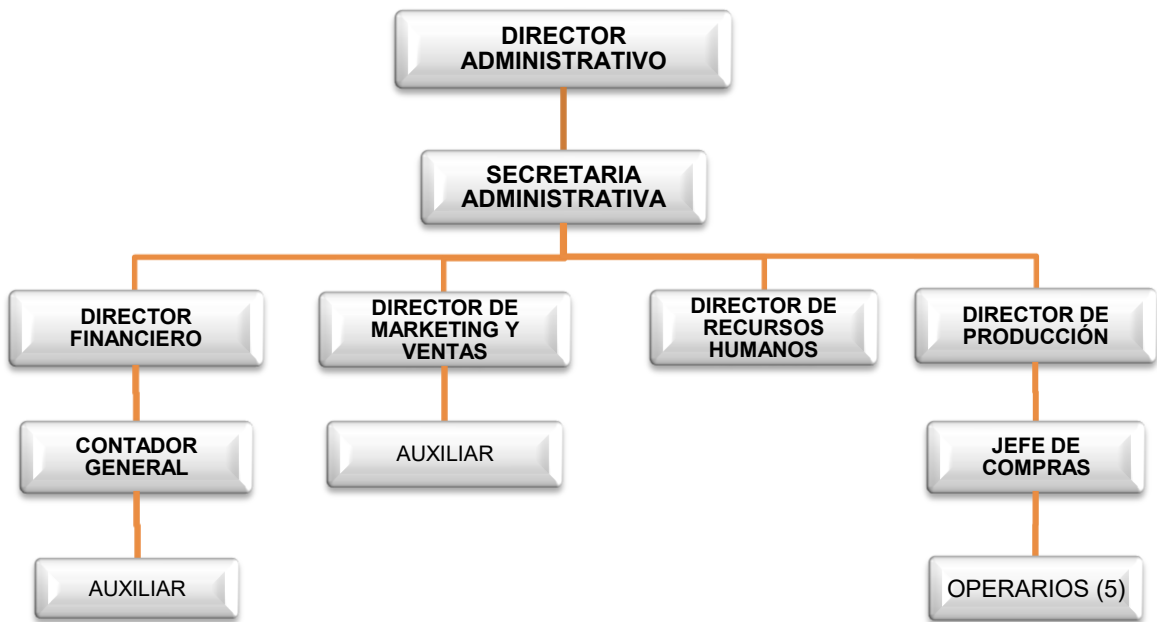 DIRECTOR
ADMINISTRATIVO
SECRETARIA
ADMINISTRATIVA
DIRECTOR
FINANCIERO
DIRECTOR DE
MARKETING Y
VENTAS
DIRECTOR DE
RECURSOS
HUMANOS
DIRECTOR DE
PRODUCCIÓN
CONTADOR
GENERAL
AUXILIAR
JEFE DE
COMPRAS
AUXILIAR
OPERARIOS (5)